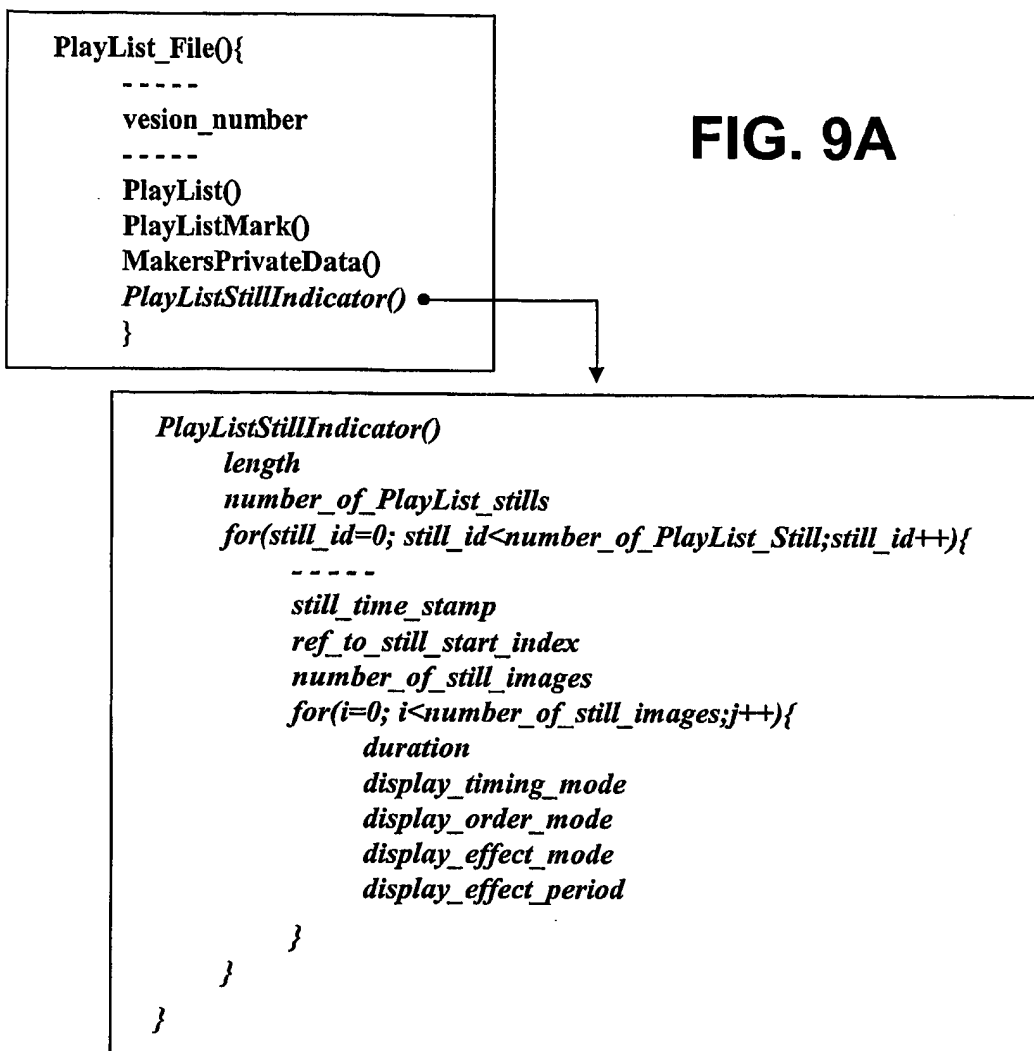 PlayList_File(){
- - - - -
vesion_number
- - - - -
PlayList()
PlayListMark()
MakersPrivateData()
PlayListStillIndicator()
}
FIG. 9A
PlayListStillIndicator()
length
number_of_PlayList_stills
for(still_id=0; still_id<number_of_PlayList_Still;still_id++){
- - - - -
still_time_stamp
ref_to_still_start_index
number_of_still_images
for(i=0; i<number_of_still_images;j++){
duration
display_timing_mode
display_order_mode
display_effect_mode
display_effect_period
}
}
}